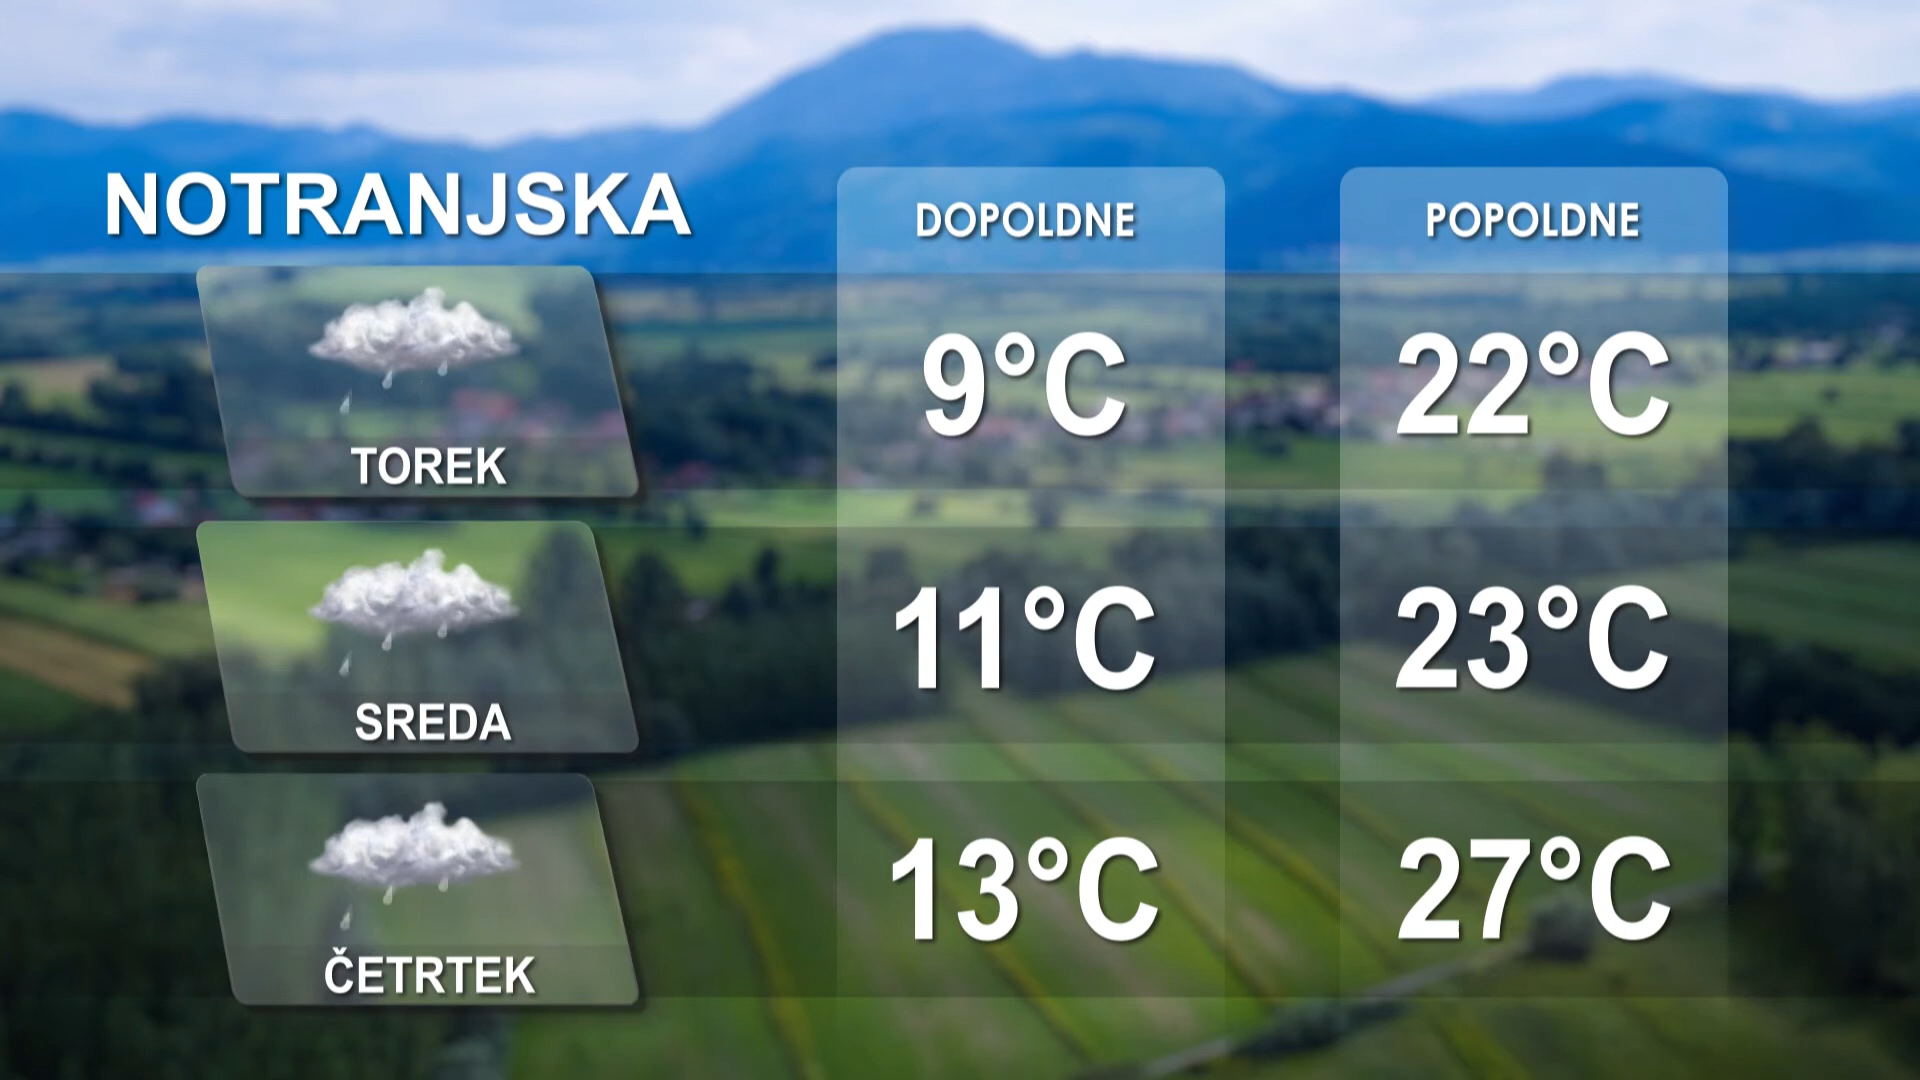 NOTRANJSKA
DOPOLDNE
POPOLDNE
9°C
22°C
TOREK
11°C
23°C
SREDA
13°C
27°C
ČETRTEK